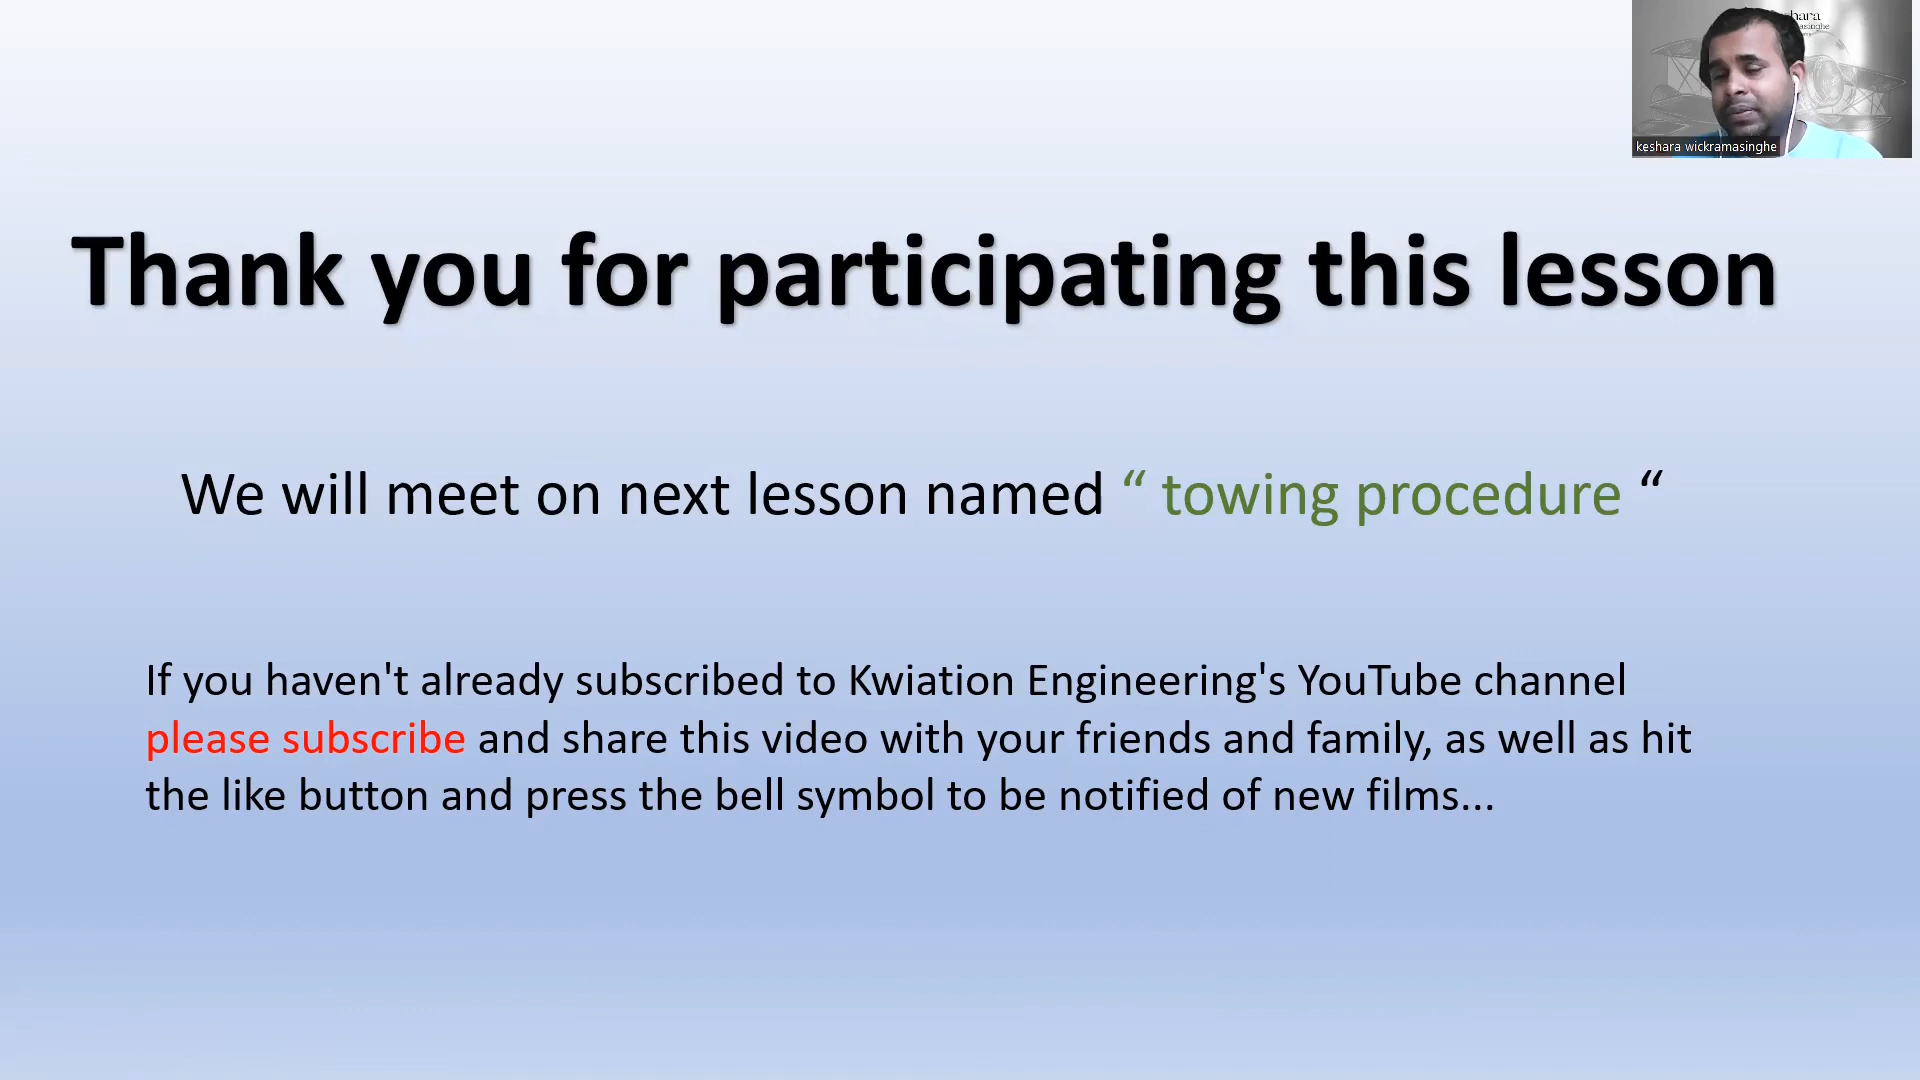 Thank you for participating this lesson
We will meet on next lesson named “ towing procedure “
If you haven't already subscribed to Kwiation Engineering's YouTube channel
please subscribe and share this video with your friends and family, as well as hit
the like button and press the bell symbol to be notified of new films...
keshara wickramasinghe